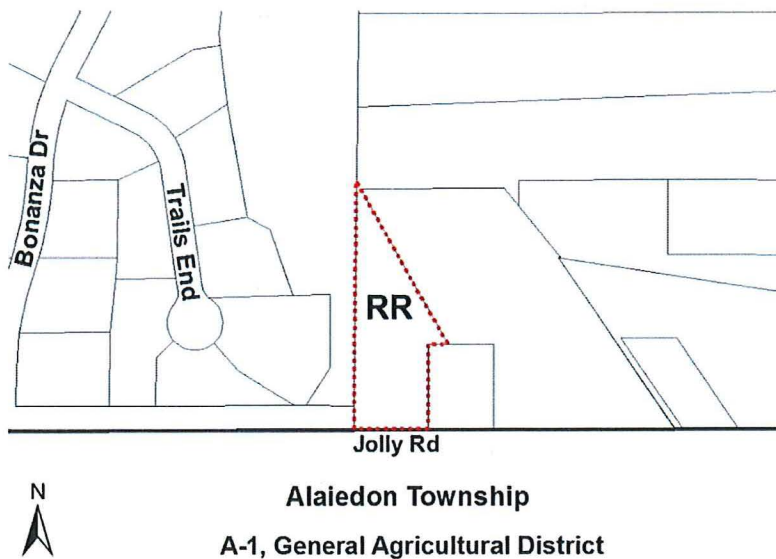 Bonanza Dr
Trails End
RR
Jolly Rd
N
Alaiedon Township
A-1, General Agricultural District